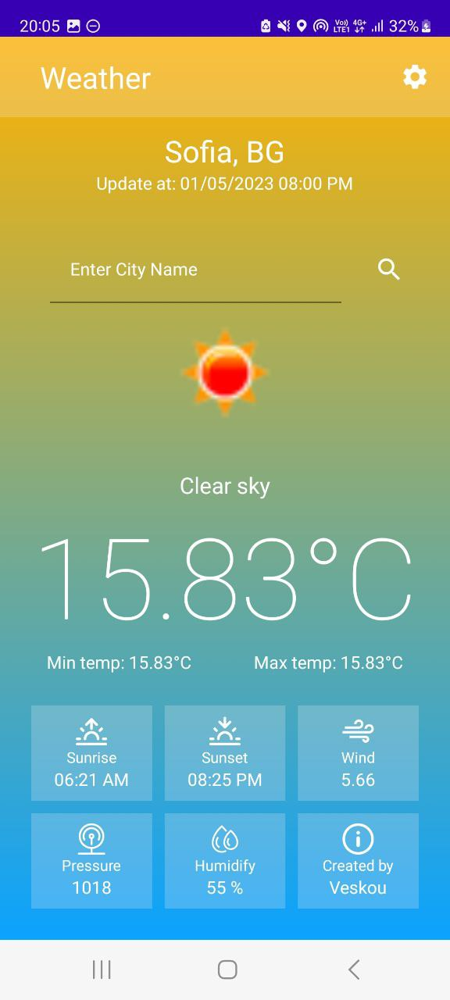 20:05 Vo)) LTE1 4G+ 32%
Weather
Sofia, BG
Update at: 01/05/2023 08:00 PM
Enter City Name
Clear sky
15.83°C
Min temp: 15.83°C Max temp: 15.83°C
Sunrise Sunset Wind
06:21 AM 08:25 PM 5.66
Pressure Humidify Created by
1018 55 % Veskou